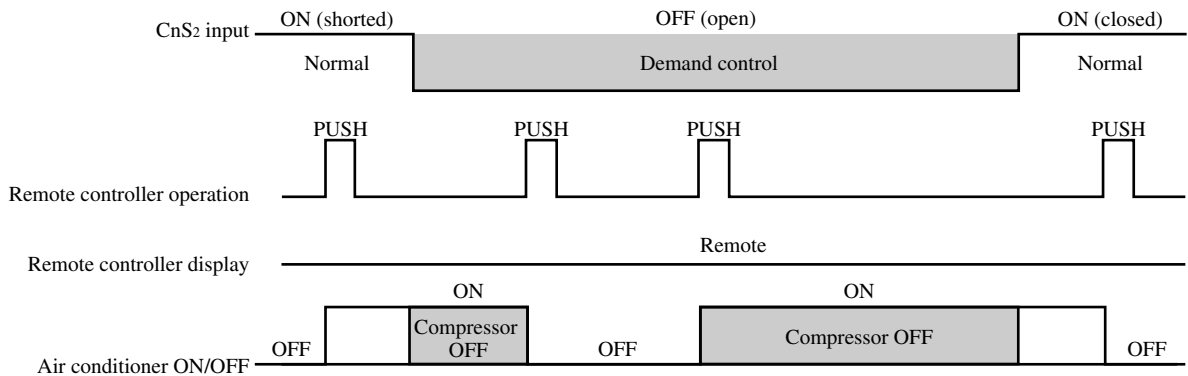 ON (shorted)
OFF (open)
ON (closed)
CnS2 input
Normal
Demand control
Normal
PUSH
PUSH
PUSH
PUSH
Remote controller operation
Remote
Remote controller display
ON
ON
Compressor
OFF
Compressor OFF
OFF
OFF
OFF
Air conditioner ON/OFF